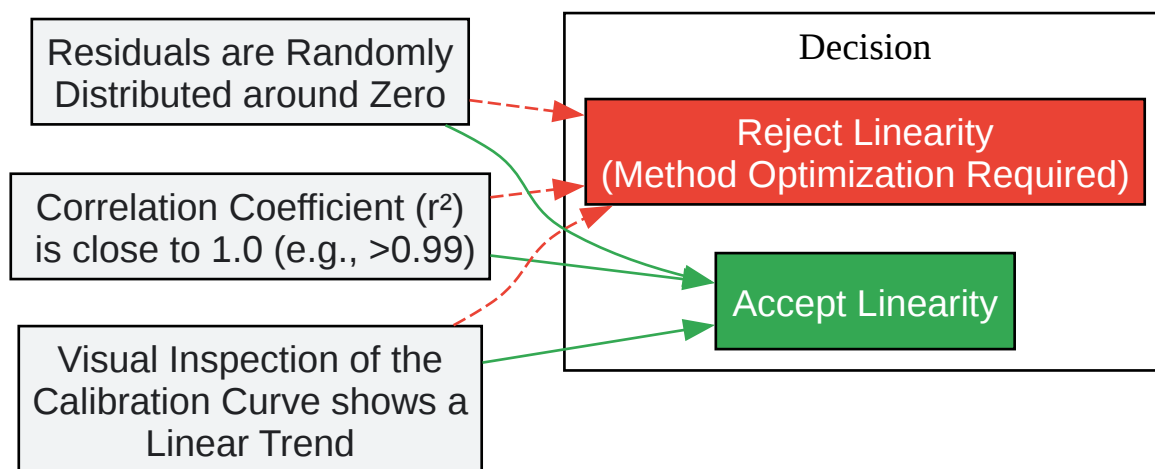 Residuals are Randomly
Distributed around Zero
Correlation Coefficient (r²)
is close to 1.0 (e.g., >0.99)
Visual Inspection of the
Calibration Curve shows a
Linear Trend
Decision
Reject Linearity
(Method Optimization Required)
Accept Linearity